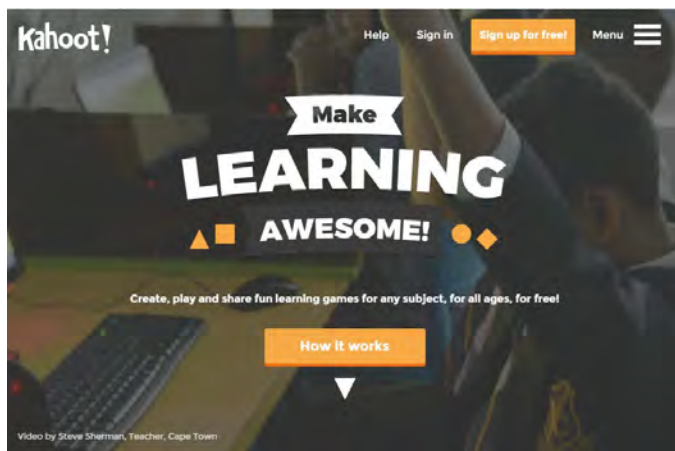 Kahoot!
Help Sign in Sign up for free! Menu
Make
LEARNING
AWESOME!
Create, play and share fun learning games for any subject, for all ages, for free!
How it works
Video by Steve Sherman, Teacher, Cape Town